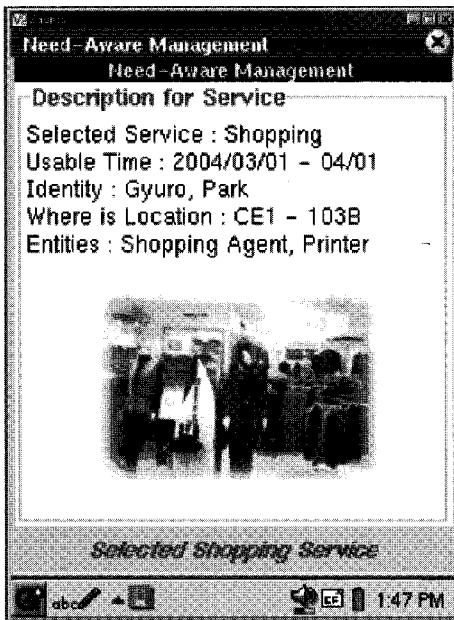 Need-Aware Management
Need-Aware Management
Description for Service
Selected Service : Shopping
Usable Time : 2004/03/01 - 04/01
Identity : Gyuro, Park
Where is Location : CE1 - 103B
Entities : Shopping Agent, Printer
Selected Shopping Service
abc
CF
1:47 PM